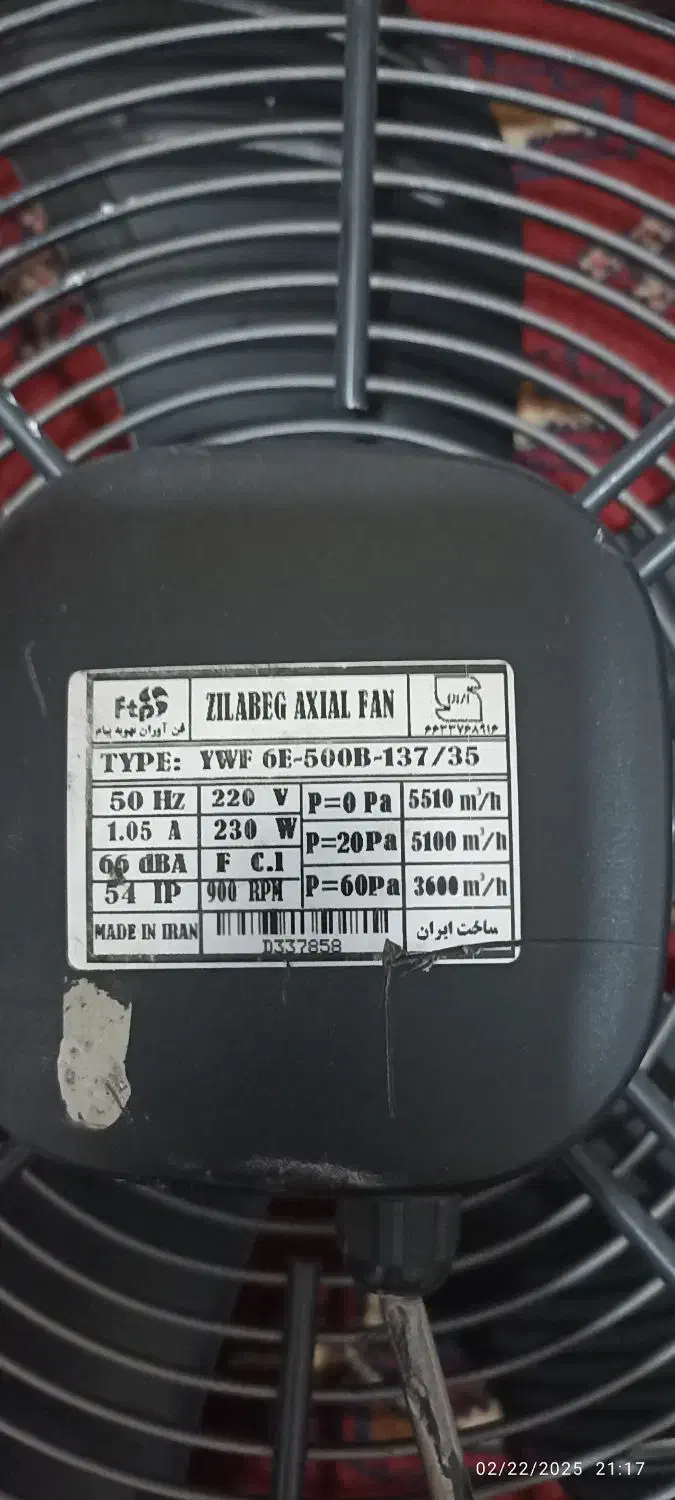 Ftp
فن آوران تهویه پیام
ZILABEG AXIAL FAN
۶۶۳۳۷۶۸۹۱۶
TYPE: YWF 6E-500B-137/35
50 Hz 220 V P=0 Pa 5510 m³/h
1.05 A 230 W P=20Pa 5100 m³/h
66 dBA F C.I
54 IP 900 RPM P=60Pa 3600 m³/h
MADE IN IRAN D337858 ساخت ایران
02/22/2025 21:17